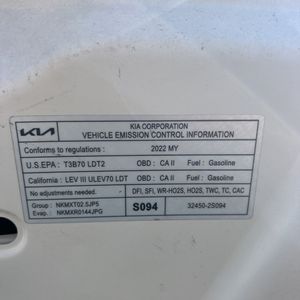 KIA CORPORATION
KIA VEHICLE EMISSION CONTROL INFORMATION
Conforms to regulations : 2022 MY
U.S.EPA : T3B70 LDT2 OBD : CA II Fuel : Gasoline
California : LEV III ULEV70 LDT OBD : CA II Fuel : Gasoline
No adjustments needed. DFI, SFI, WR-HO2S, HO2S, TWC, TC, CAC
Group : NKMXT02.5JP5 S094 32450-2S094
Evap. : NKMXR0144JPG